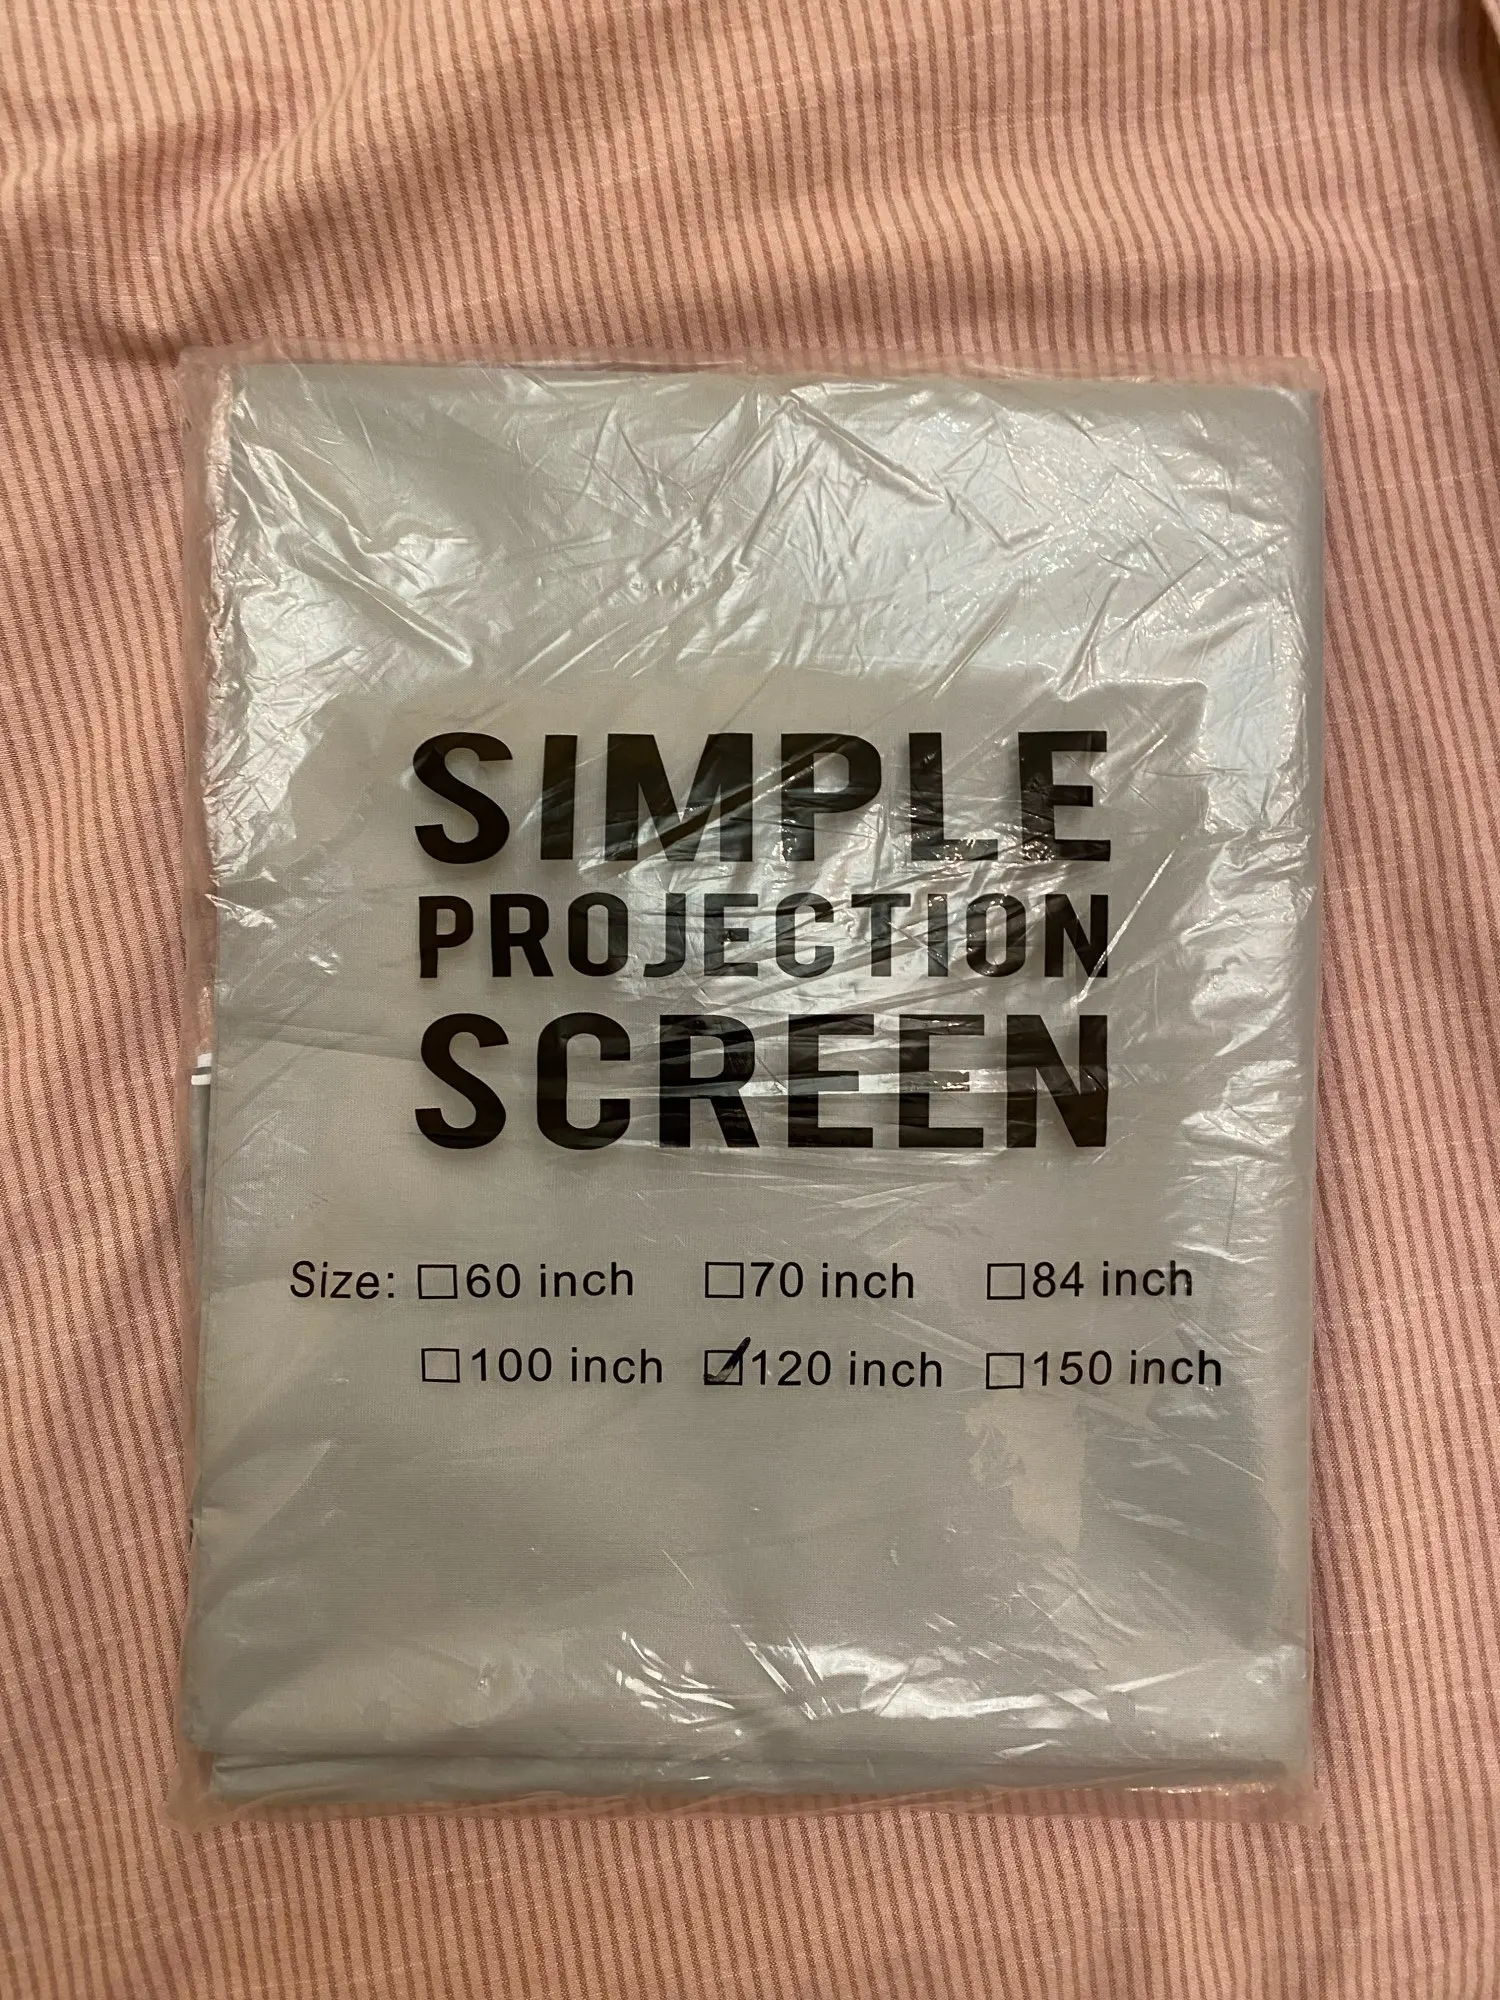 SIMPLE
PROJECTION
SCREEN
Size: ☐60 inch ☐70 inch ☐84 inch
☐100 inch ☑120 inch ☐150 inch